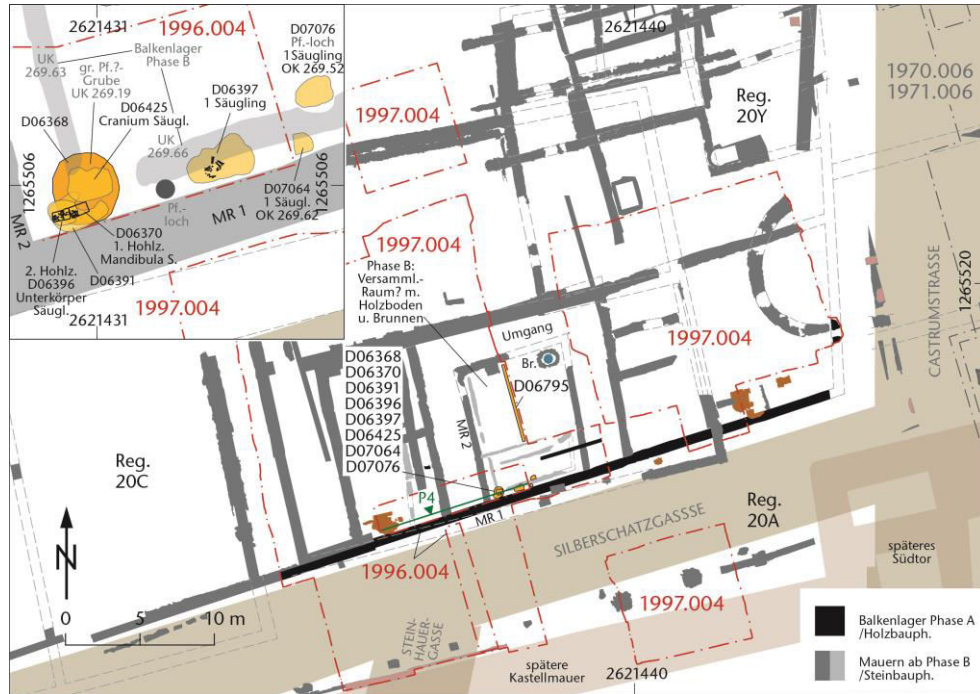 2621431
1996.004
D07076
Pf.-loch
1 Säugling
OK 269.52
UK
269.63
Balkenlager
Phase B
gr. Pf.?-
Grube
UK 269.19
D06397
1 Säugling
D06425
Cranium Säugl.
D06368
UK
269.66
1265506
1265506
MR 2
Pf.-
loch
MR 1
D07064
1 Säugl.
OK 269.62
D06370
1. Hohlz.
Mandibula S.
2. Hohlz.
D06396
Unterkörper
Säugl.
D06391
1997.004
2621431
2621440
1997.004
Reg.
20Y
1970.006
1971.006
1997.004
Phase B:
Versamml.-
Raum? m.
Holzboden
u. Brunnen
Umgang
Br.
D06795
1997.004
1265520
CASTRUMSTRASSE
D06368
D06370
D06391
D06396
D06397
D06425
D07064
D07076
MR 2
Reg.
20C
P4
MR 1
SILBERSCHATZGASSSE
Reg.
20A
N
0 5 10 m
1996.004
1997.004
späteres
Südtor
STEIN-
HAUER-
GASSE
spätere
Kastellmauer
2621440
Balkenlager Phase A
/Holzbauph.
Mauern ab Phase B
/Steinbauph.